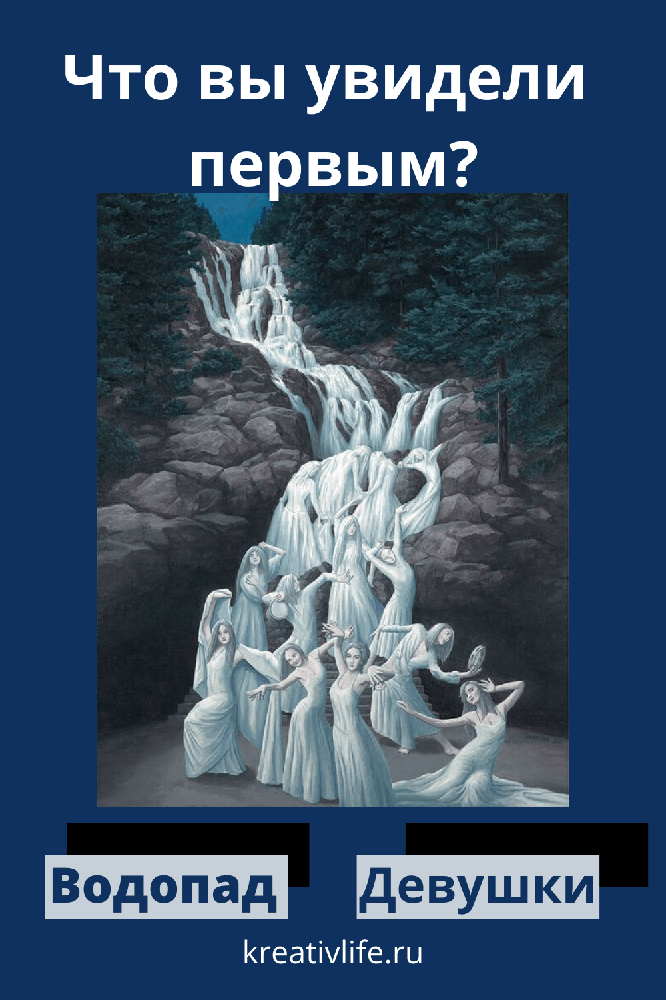 Что вы увидели
первым?
Водопад
Девушки
kreativlife.ru